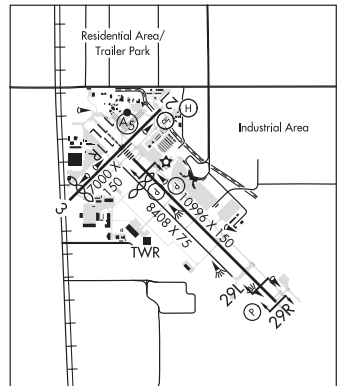 Residential Area/
Trailer Park
H
A5
21
Industrial Area
7000 X
150
10996 X 150
8408 X 75
3
P
P
TWR
29L
P
29R